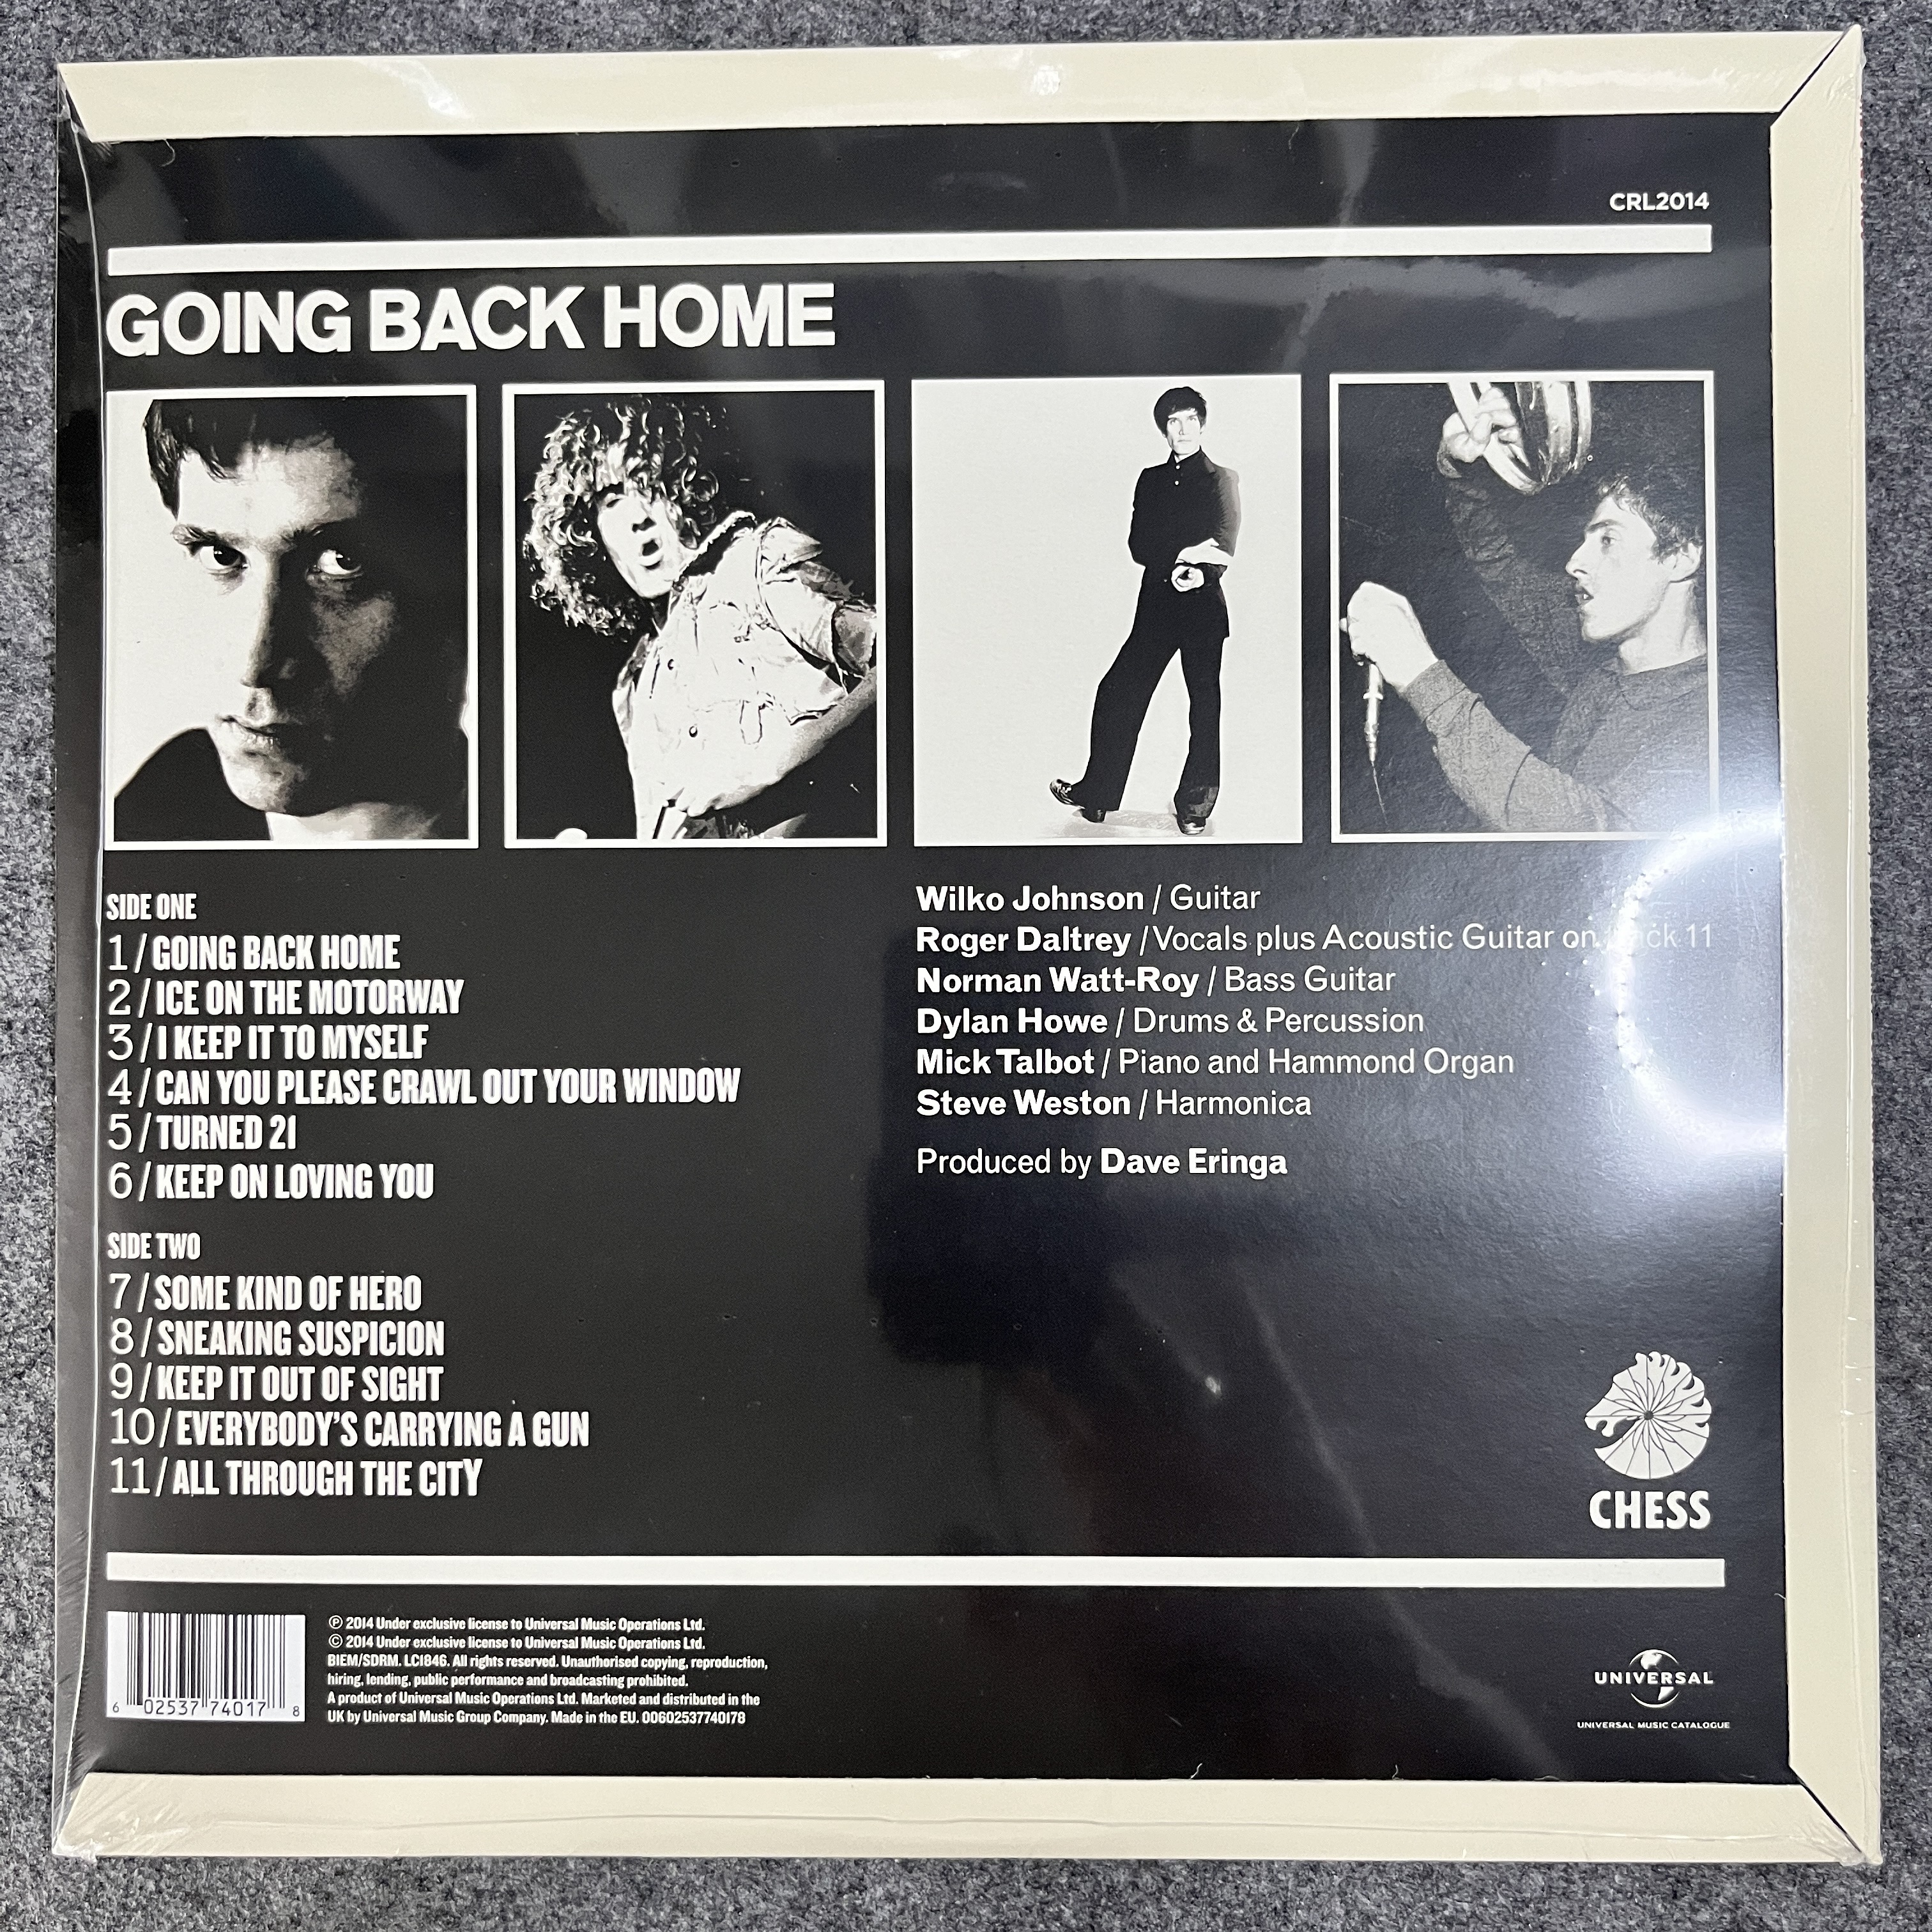 CRL2014
GOING BACK HOME
SIDE ONE
1 / GOING BACK HOME
2 / ICE ON THE MOTORWAY
3 / I KEEP IT TO MYSELF
4 / CAN YOU PLEASE CRAWL OUT YOUR WINDOW
5 / TURNED 21
6 / KEEP ON LOVING YOU
SIDE TWO
7 / SOME KIND OF HERO
8 / SNEAKING SUSPICION
9 / KEEP IT OUT OF SIGHT
10 / EVERYBODY'S CARRYING A GUN
11 / ALL THROUGH THE CITY
Wilko Johnson / Guitar
Roger Daltrey / Vocals plus Acoustic Guitar on track 11
Norman Watt-Roy / Bass Guitar
Dylan Howe / Drums & Percussion
Mick Talbot / Piano and Hammond Organ
Steve Weston / Harmonica
Produced by Dave Eringa
CHESS
6 02537 74017 8
℗ 2014 Under exclusive license to Universal Music Operations Ltd.
© 2014 Under exclusive license to Universal Music Operations Ltd.
BIEM/SDRM. LC1846. All rights reserved. Unauthorised copying, reproduction,
hiring, lending, public performance and broadcasting prohibited.
A product of Universal Music Operations Ltd. Marketed and distributed in the
UK by Universal Music Group Company. Made in the EU. 00602537740178
UNIVERSAL
UNIVERSAL MUSIC CATALOGUE